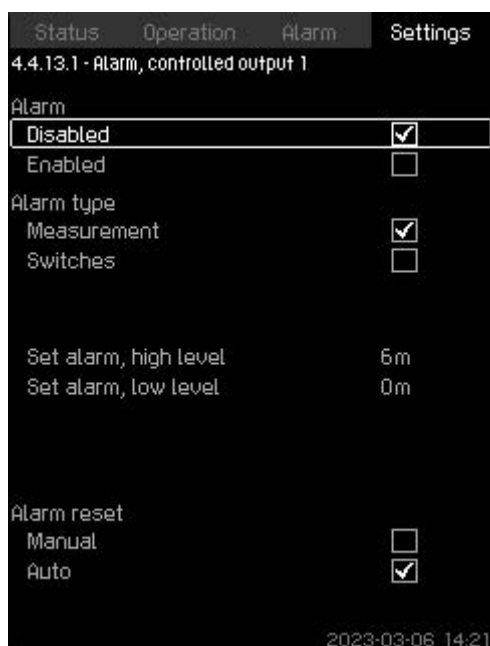 Status Operation Alarm Settings
4.4.13.1 - Alarm, controlled output 1
Alarm
Disabled
Enabled
Alarm type
Measurement
Switches
Set alarm, high level 6m
Set alarm, low level 0m
Alarm reset
Manual
Auto
2023-03-06 14:21